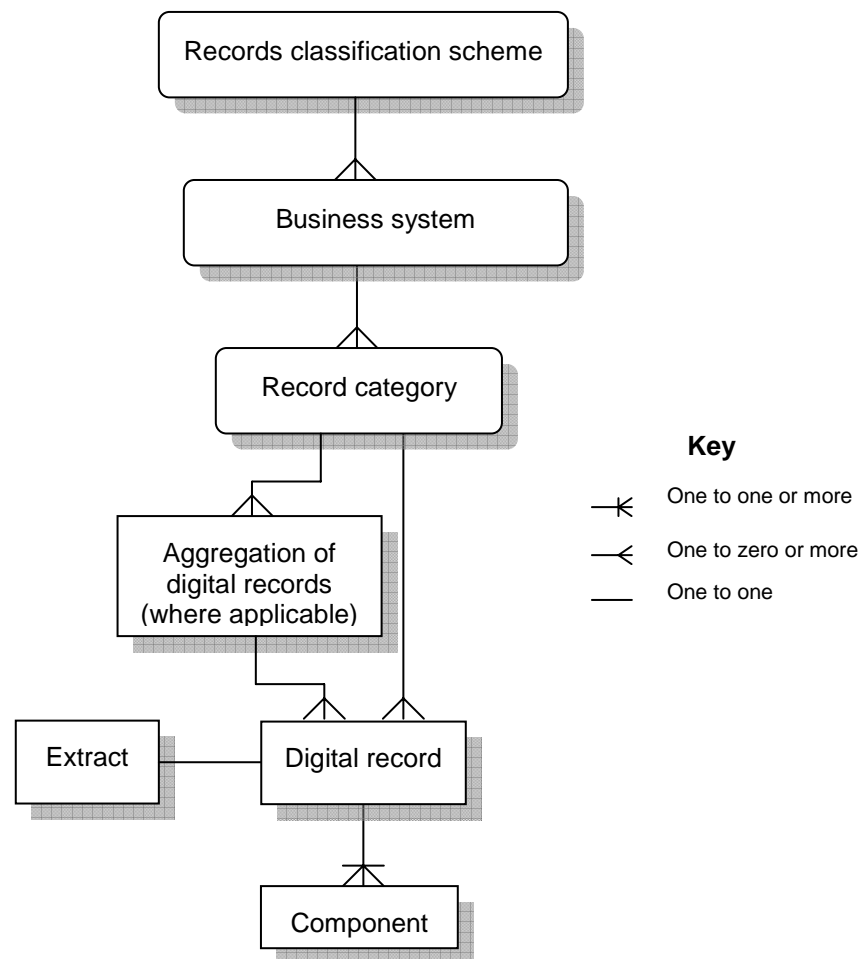 Records classification scheme
Business system
Record category
Key
One to one or more
One to zero or more
One to one
Aggregation of
digital records
(where applicable)
Extract
Digital record
Component